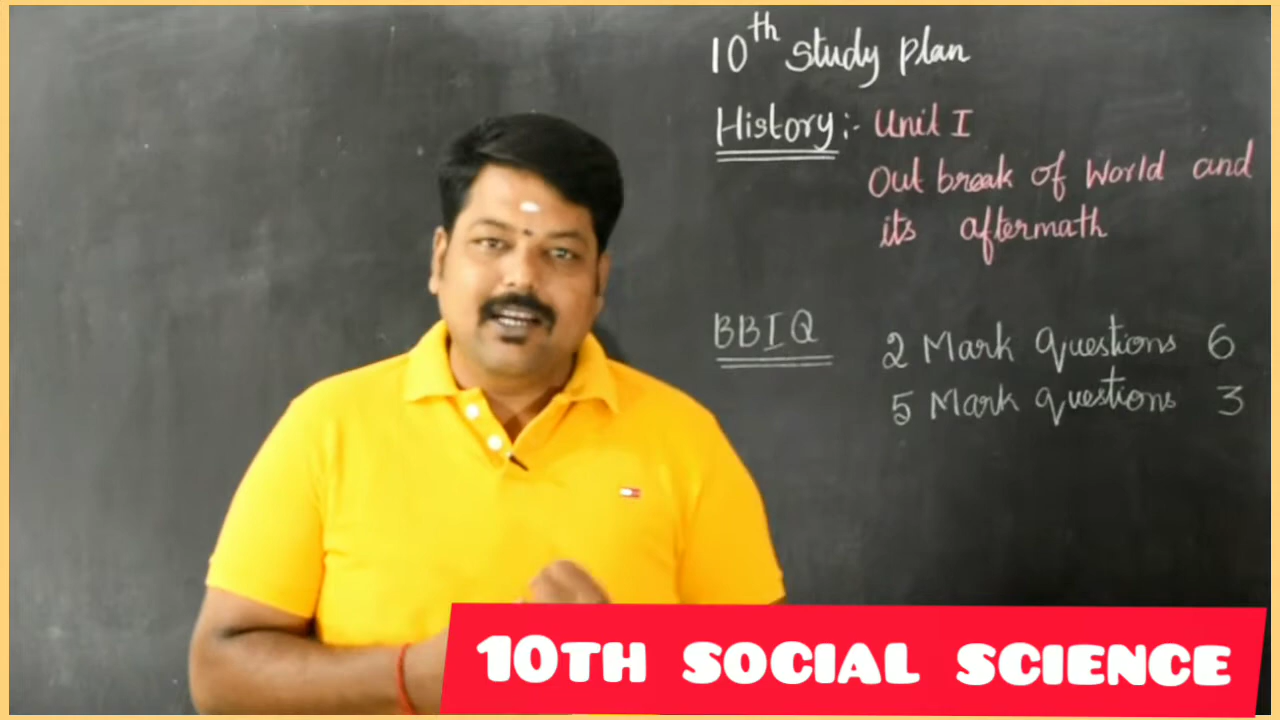 10th study plan
History:- Unit I
Out break of World and
its aftermath
BBIQ 2 Mark Questions 6
5 Mark questions 3
10TH SOCIAL SCIENCE